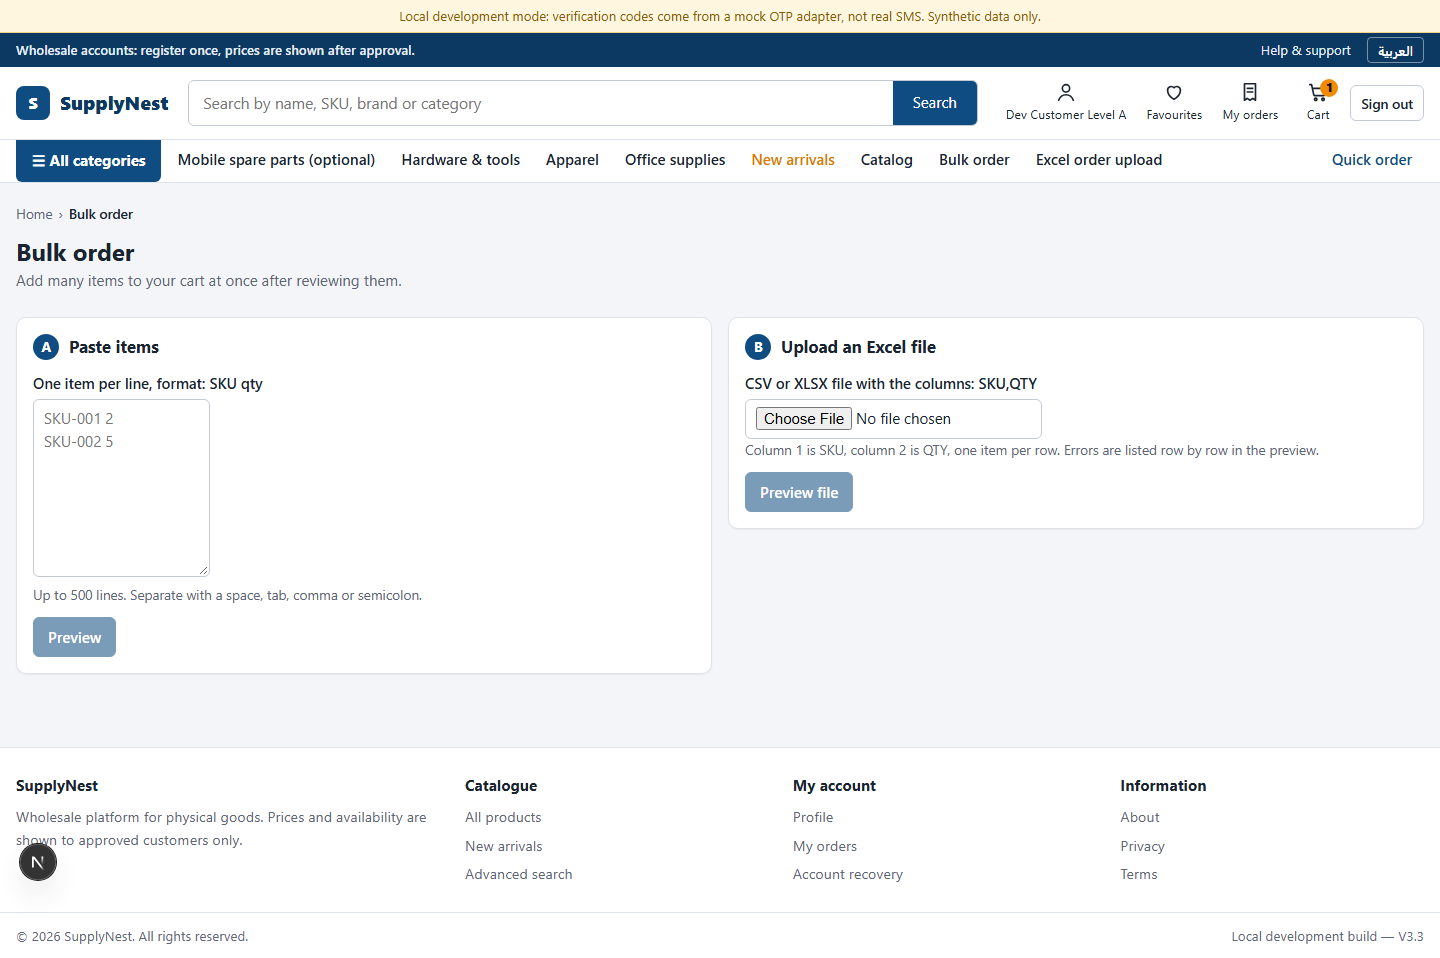 Local development mode: verification codes come from a mock OTP adapter, not real SMS. Synthetic data only.
Wholesale accounts: register once, prices are shown after approval.
Help & support
العربية
S
SupplyNest
Search by name, SKU, brand or category
Search
Dev Customer Level A
Favourites
My orders
1
Cart
Sign out
☰ All categories
Mobile spare parts (optional)
Hardware & tools
Apparel
Office supplies
New arrivals
Catalog
Bulk order
Excel order upload
Quick order
Home › Bulk order
Bulk order
Add many items to your cart at once after reviewing them.
A
Paste items
One item per line, format: SKU qty
SKU-001 2
SKU-002 5
Up to 500 lines. Separate with a space, tab, comma or semicolon.
Preview
B
Upload an Excel file
CSV or XLSX file with the columns: SKU,QTY
Choose File No file chosen
Column 1 is SKU, column 2 is QTY, one item per row. Errors are listed row by row in the preview.
Preview file
SupplyNest
Wholesale platform for physical goods. Prices and availability are
shown to approved customers only.
N
Catalogue
All products
New arrivals
Advanced search
My account
Profile
My orders
Account recovery
Information
About
Privacy
Terms
© 2026 SupplyNest. All rights reserved.
Local development build — V3.3